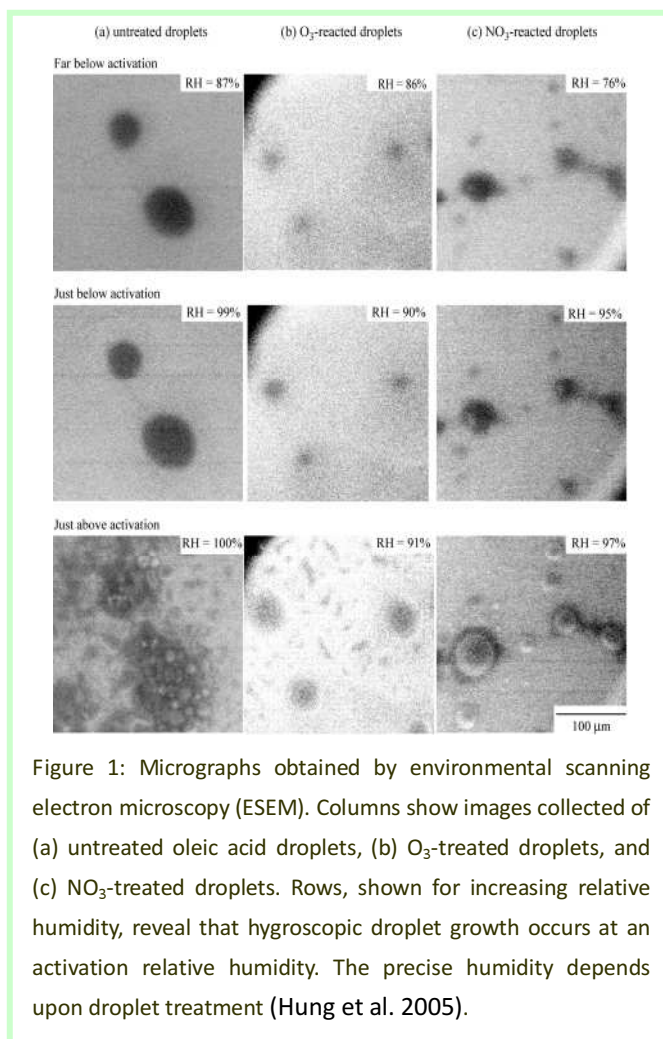 (a) untreated droplets (b) O₃-reacted droplets (c) NO₃-reacted droplets
Far below activation
RH = 87% RH = 86% RH = 76%
Just below activation
RH = 99% RH = 90% RH = 95%
Just above activation
RH = 100% RH = 91% RH = 97%
100 µm
Figure 1: Micrographs obtained by environmental scanning
electron microscopy (ESEM). Columns show images collected of
(a) untreated oleic acid droplets, (b) O₃-treated droplets, and
(c) NO₃-treated droplets. Rows, shown for increasing relative
humidity, reveal that hygroscopic droplet growth occurs at an
activation relative humidity. The precise humidity depends
upon droplet treatment (Hung et al. 2005).